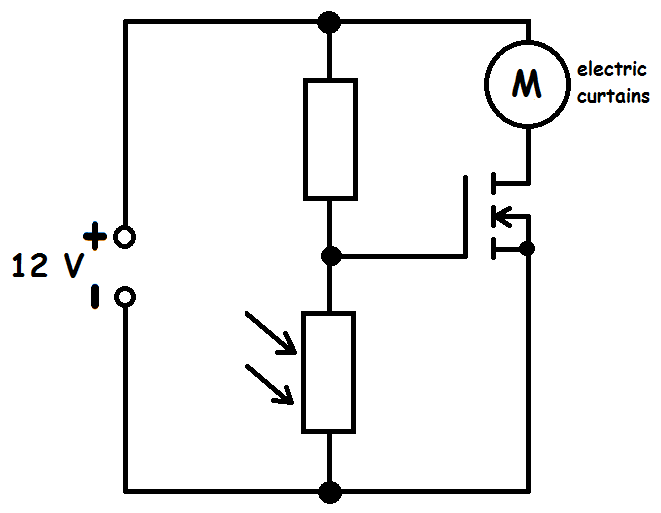 M
electric
curtains
+
12 V
-